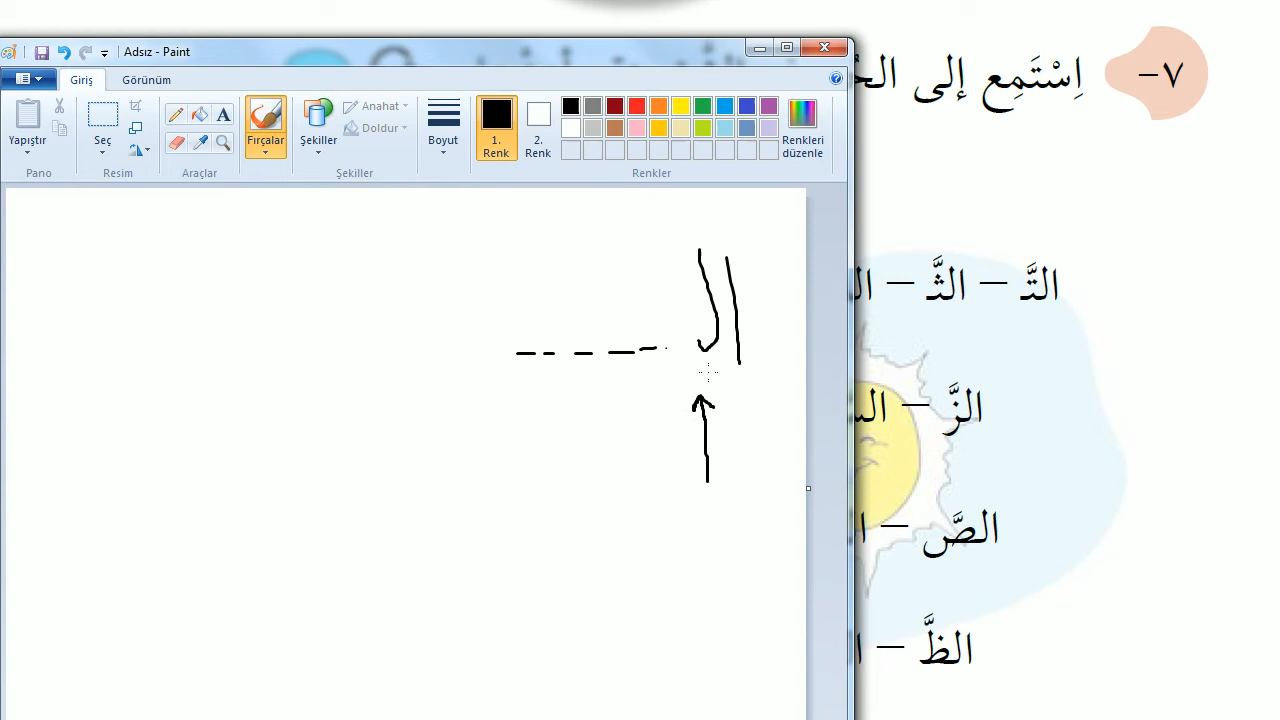 Adsız - Paint
Giriş Görünüm
Yapıştır Seç Fırçalar Şekiller Anahat Doldur Boyut 1. Renk 2. Renk Renkleri düzenle
Pano Resim Araçlar Şekiller Renkler
٧- اِسْتَمِع إلى
ال
التَّـ – الثَّـ –
الزَّ –
الصَّ –
الظَّ –